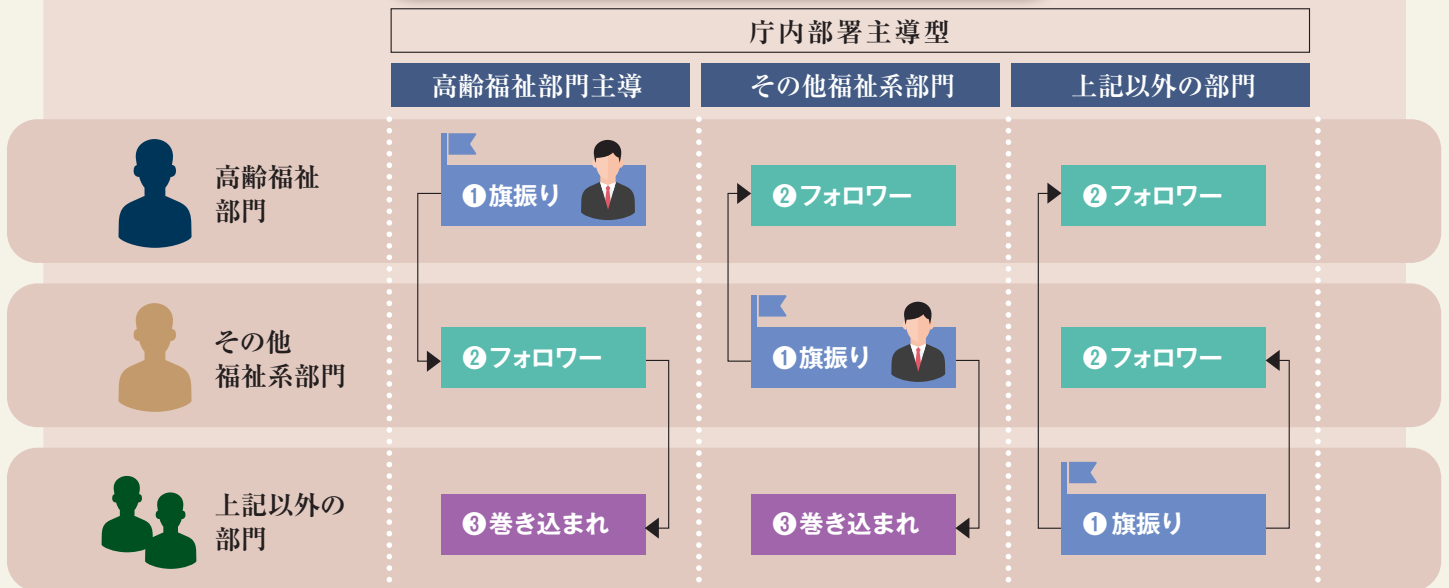 庁内部署主導型
高齢福祉部門主導
その他福祉系部門
上記以外の部門
高齢福祉
部門
❶旗振り
❷フォロワー
❷フォロワー
その他
福祉系部門
❷フォロワー
❶旗振り
❷フォロワー
上記以外の
部門
❸巻き込まれ
❸巻き込まれ
❶旗振り